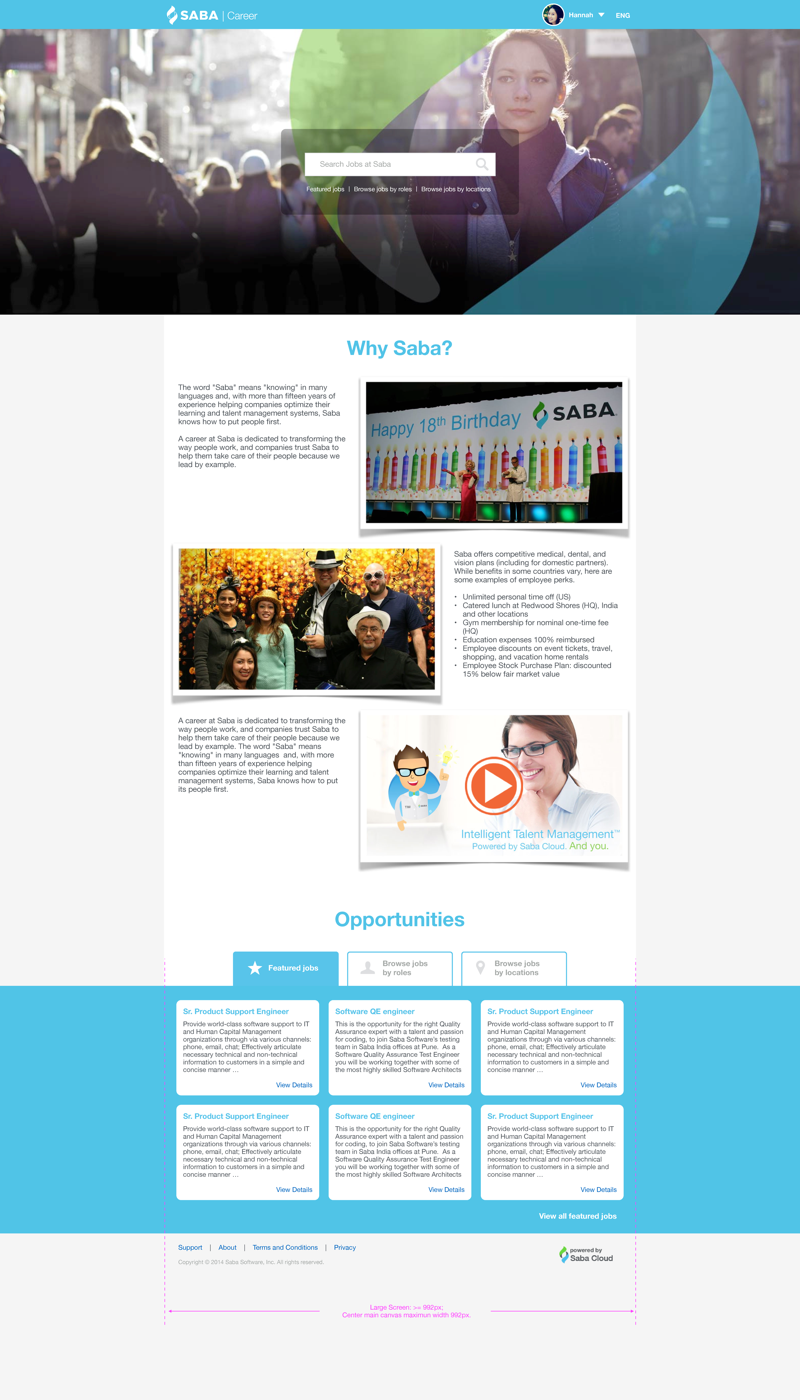 SABA | Career
Hannah
ENG
Search Jobs at Saba
Featured jobs | Browse jobs by roles | Browse jobs by locations
Why Saba?
The word "Saba" means "knowing" in many
languages and, with more than fifteen years of
experience helping companies optimize their
learning and talent management systems, Saba
knows how to put people first.
A career at Saba is dedicated to transforming the
way people work, and companies trust Saba to
help them take care of their people because we
lead by example.
Happy 18th Birthday SABA
Saba offers competitive medical, dental, and
vision plans (including for domestic partners).
While benefits in some countries vary, here are
some examples of employee perks.
• Unlimited personal time off (US)
• Catered lunch at Redwood Shores (HQ), India
and other locations
• Gym membership for nominal one-time fee
(HQ)
• Education expenses 100% reimbursed
• Employee discounts on event tickets, travel,
shopping, and vacation home rentals
• Employee Stock Purchase Plan: discounted
15% below fair market value
A career at Saba is dedicated to transforming the
way people work, and companies trust Saba to
help them take care of their people because we
lead by example. The word "Saba" means
"knowing" in many languages  and, with more
than fifteen years of experience helping
companies optimize their learning and talent
management systems, Saba knows how to put
its people first.
Intelligent Talent Management™
Powered by Saba Cloud. And you.
Opportunities
Featured jobs
Browse jobs
by roles
Browse jobs
by locations
Sr. Product Support Engineer
Provide world-class software support to IT
and Human Capital Management
organizations through via various channels:
phone, email, chat; Effectively articulate
necessary technical and non-technical
information to customers in a simple and
concise manner ...
View Details
Software QE engineer
This is the opportunity for the right Quality
Assurance expert with a talent and passion
for coding, to join Saba Software's testing
team in Saba India offices at Pune.  As a
Software Quality Assurance Test Engineer
you will be working together with some of
the most highly skilled Software Architects
View Details
Sr. Product Support Engineer
Provide world-class software support to IT
and Human Capital Management
organizations through via various channels:
phone, email, chat; Effectively articulate
necessary technical and non-technical
information to customers in a simple and
concise manner ...
View Details
Sr. Product Support Engineer
Provide world-class software support to IT
and Human Capital Management
organizations through via various channels:
phone, email, chat; Effectively articulate
necessary technical and non-technical
information to customers in a simple and
concise manner ...
View Details
Software QE engineer
This is the opportunity for the right Quality
Assurance expert with a talent and passion
for coding, to join Saba Software's testing
team in Saba India offices at Pune.  As a
Software Quality Assurance Test Engineer
you will be working together with some of
the most highly skilled Software Architects
View Details
Sr. Product Support Engineer
Provide world-class software support to IT
and Human Capital Management
organizations through via various channels:
phone, email, chat; Effectively articulate
necessary technical and non-technical
information to customers in a simple and
concise manner ...
View Details
View all featured jobs
Support | About | Terms and Conditions | Privacy
Copyright © 2014 Saba Software, Inc. All rights reserved.
powered by
Saba Cloud
Large Screen: >= 992px;
Center main canvas maximun width 992px.